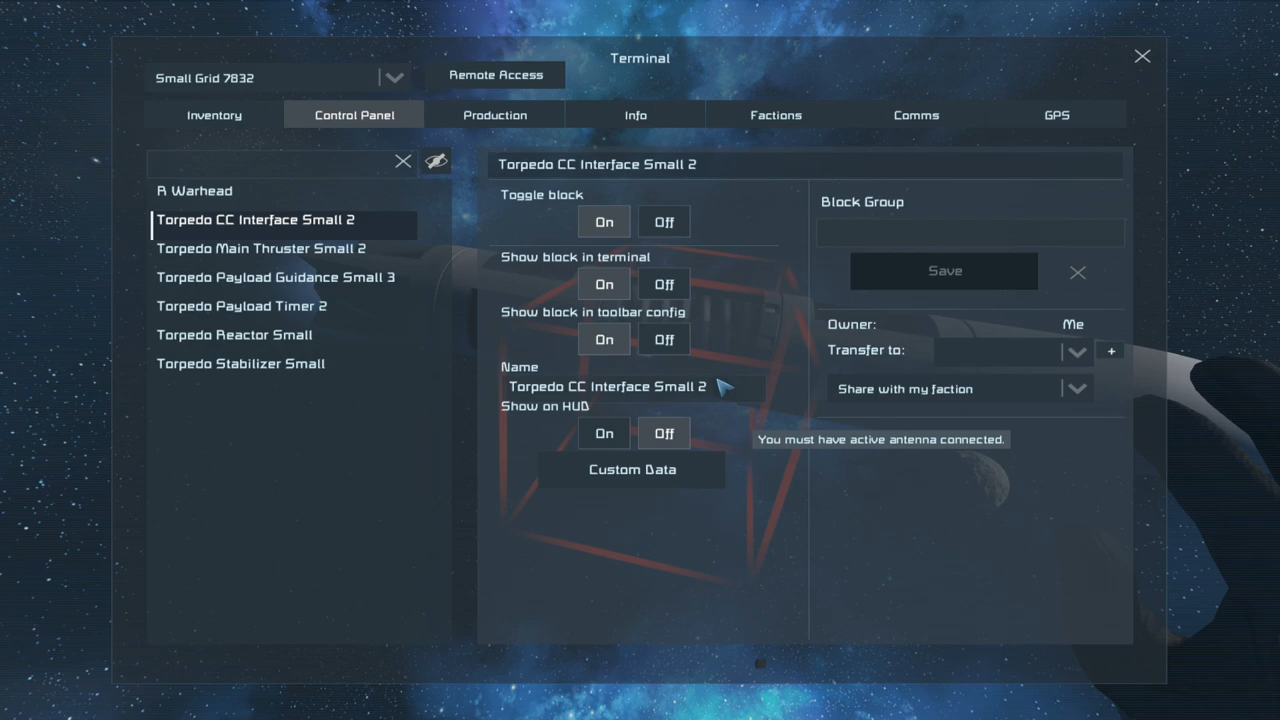 Terminal
Small Grid 7832
Remote Access
Inventory
Control Panel
Production
Info
Factions
Comms
GPS
R Warhead
Torpedo CC Interface Small 2
Torpedo Main Thruster Small 2
Torpedo Payload Guidance Small 3
Torpedo Payload Timer 2
Torpedo Reactor Small
Torpedo Stabilizer Small
Torpedo CC Interface Small 2
Toggle block
On
Off
Show block in terminal
On
Off
Show block in toolbar config
On
Off
Name
Torpedo CC Interface Small 2
Show on HUD
On
Off
Custom Data
Block Group
Save
Owner:
Me
Transfer to:
+
Share with my faction
You must have active antenna connected.